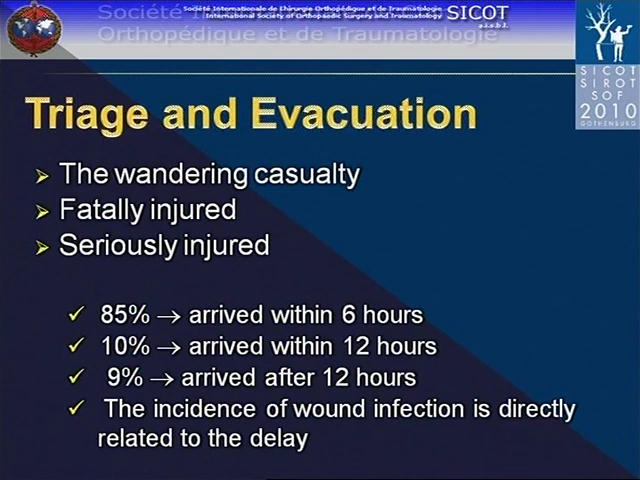 Société Internationale de Chirurgie Orthopédique et de Traumatologie
International Society of Orthopaedic Surgery and Traumatology
SICOT
a.i.s.b.l.
Société In
Orthopédique et de Traumatologie
SICOT
SIROT
SOF
2010
GOTHENBURG
Triage and Evacuation
➢ The wandering casualty
➢ Fatally injured
➢ Seriously injured
✓ 85% → arrived within 6 hours
✓ 10% → arrived within 12 hours
✓ 9% → arrived after 12 hours
✓ The incidence of wound infection is directly
related to the delay